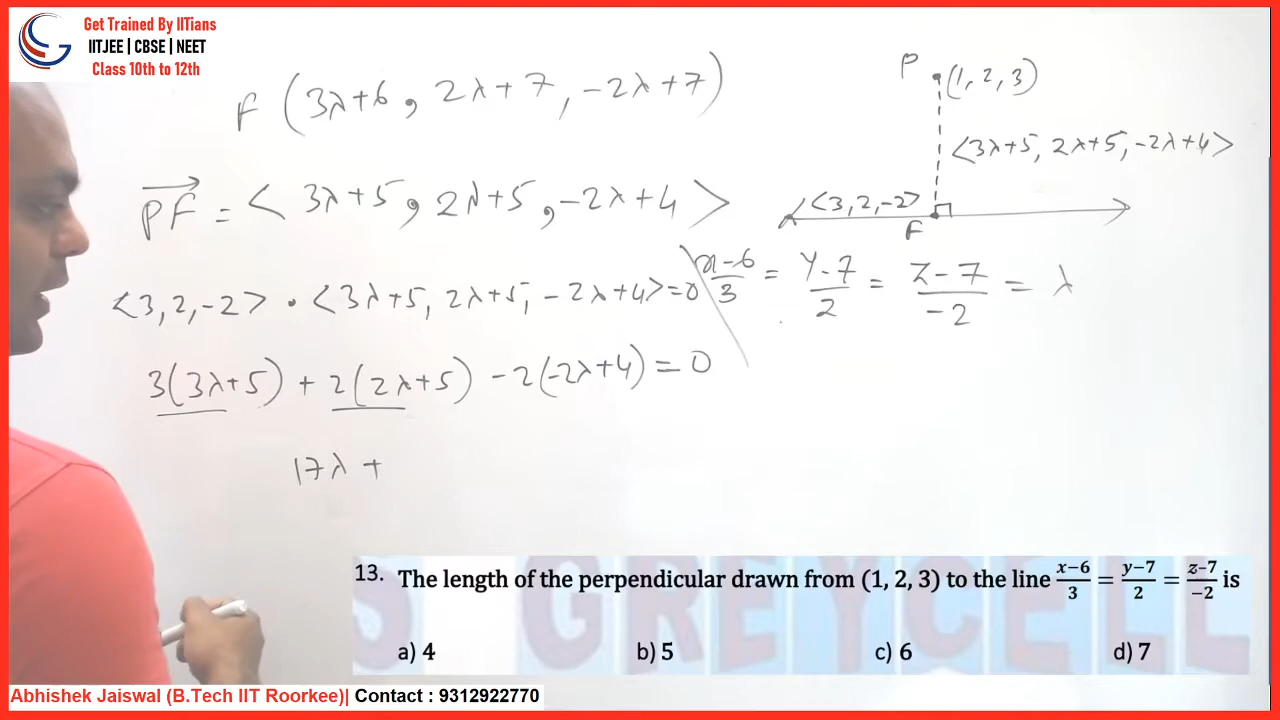 Get Trained By IITians
IITJEE | CBSE | NEET
Class 10th to 12th
F (3λ+6, 2λ+7, -2λ+7)
P (1, 2, 3)
<3λ+5, 2λ+5, -2λ+4>
PF = < 3λ+5, 2λ+5, -2λ+4 >
<3, 2, -2>
F
<3, 2, -2> • <3λ+5, 2λ+5, -2λ+4> = 0
x-6/3 = y-7/2 = z-7/-2 = λ
3(3λ+5) + 2(2λ+5) -2(-2λ+4) = 0
17λ +
S GREYCELL
13. The length of the perpendicular drawn from (1, 2, 3) to the line x−6/3 = y−7/2 = z−7/−2 is
a) 4 b) 5 c) 6 d) 7
Abhishek Jaiswal (B.Tech IIT Roorkee)| Contact : 9312922770